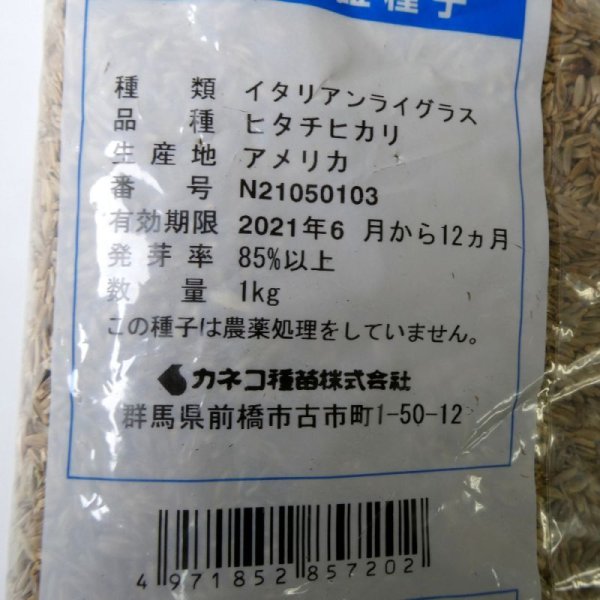 種子
種類 イタリアンライグラス
品種 ヒタチヒカリ
生産地 アメリカ
番号 N21050103
有効期限 2021年6 月から12ヵ月
発芽率 85%以上
数量 1kg
この種子は農薬処理をしていません。
カネコ種苗株式会社
群馬県前橋市古市町1-50-12
4 971852 857202